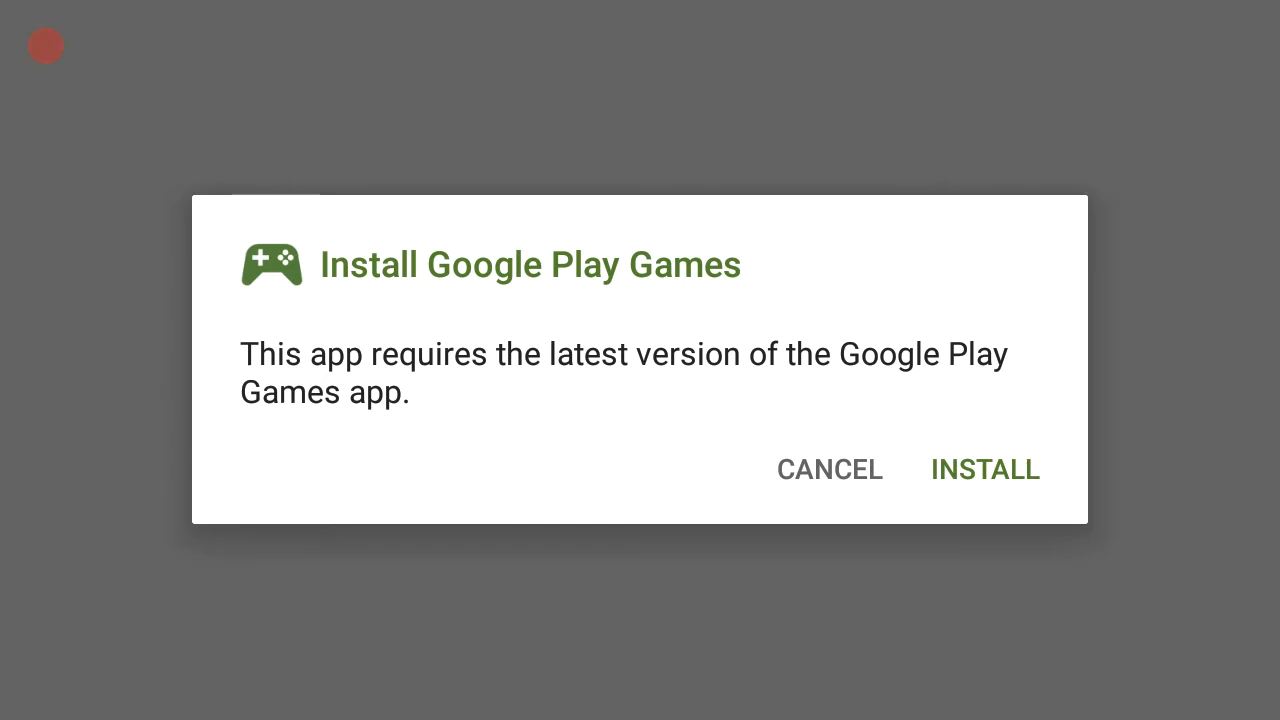 Install Google Play Games
This app requires the latest version of the Google Play
Games app.
CANCEL INSTALL